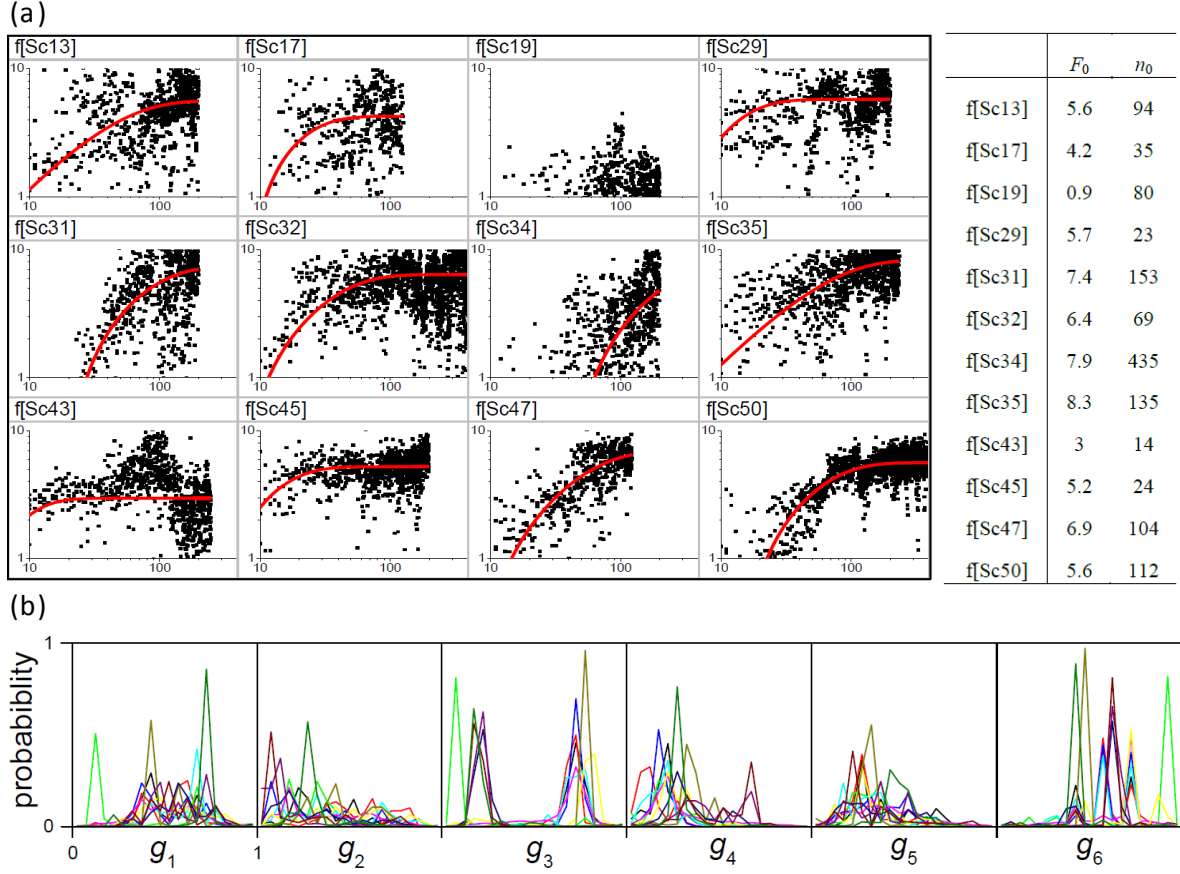 (a)
f[Sc13] f[Sc17] f[Sc19] f[Sc29]
10 10 10 10
1 1 1 1
10 100 10 100 10 100 10 100
f[Sc31] f[Sc32] f[Sc34] f[Sc35]
10 10 10 10
1 1 1 1
10 100 10 100 10 100 10 100
f[Sc43] f[Sc45] f[Sc47] f[Sc50]
10 10 10 10
1 1 1 1
10 100 10 100 10 100 10 100
F0 n0
f[Sc13] 5.6 94
f[Sc17] 4.2 35
f[Sc19] 0.9 80
f[Sc29] 5.7 23
f[Sc31] 7.4 153
f[Sc32] 6.4 69
f[Sc34] 7.9 435
f[Sc35] 8.3 135
f[Sc43] 3 14
f[Sc45] 5.2 24
f[Sc47] 6.9 104
f[Sc50] 5.6 112
(b)
1
probabiblity
0
0 g1 1 g2 g3 g4 g5 g6